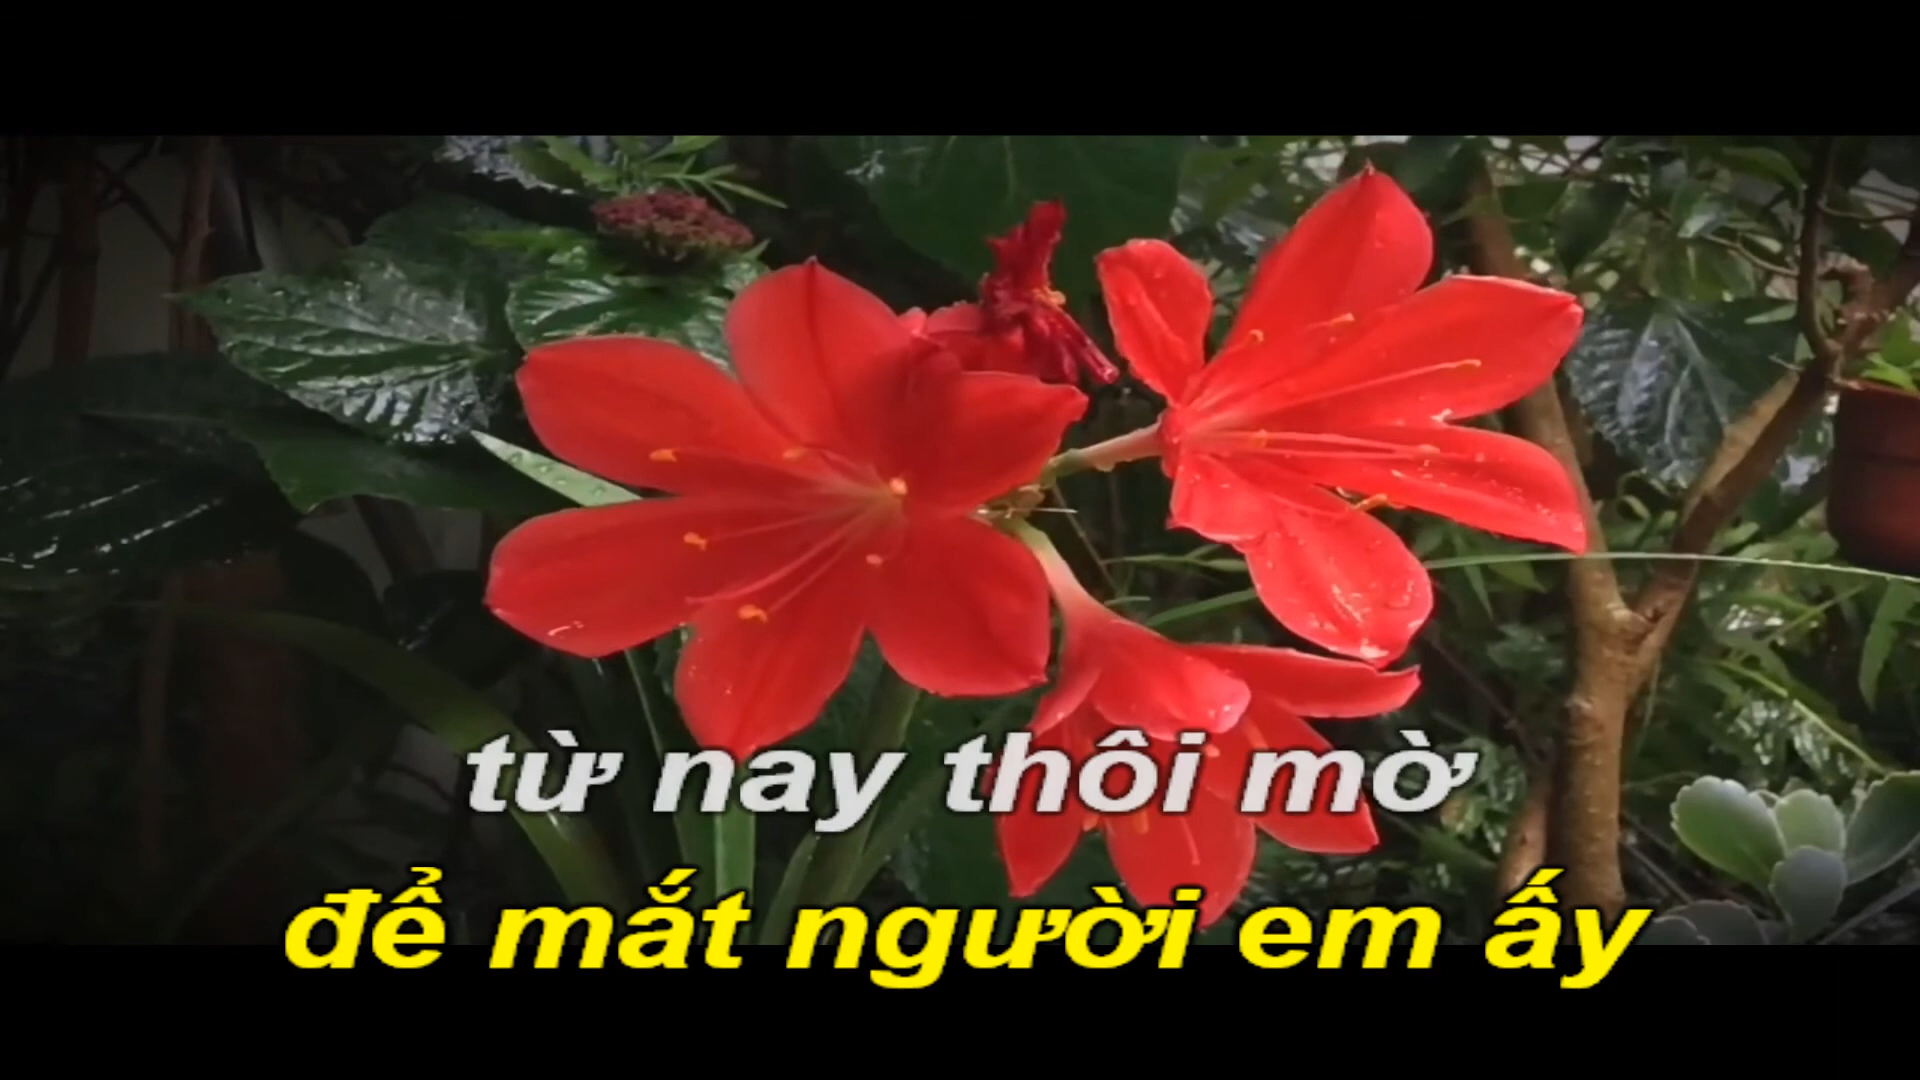 từ nay thôi mờ
để mắt người em ấy